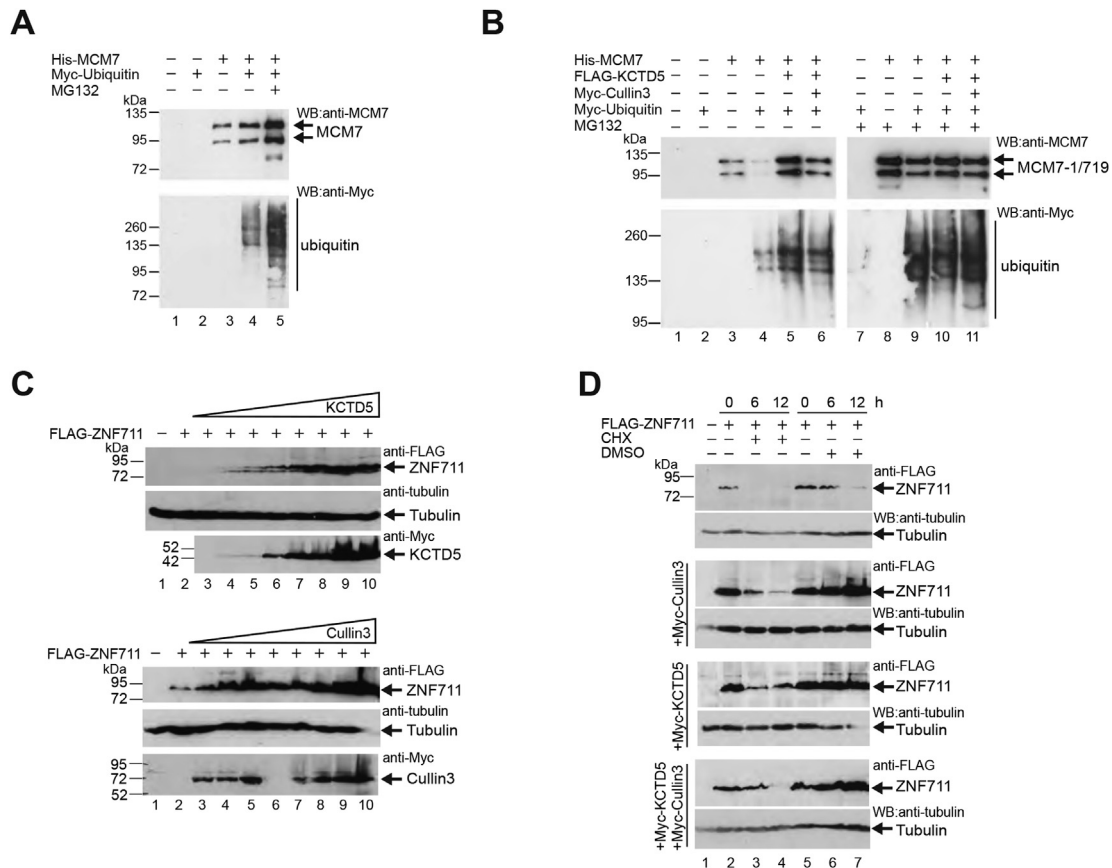 A
His-MCM7 – – + + +
Myc-Ubiquitin – + – + +
MG132 – – – – +
kDa
WB:anti-MCM7
135
95
72
MCM7
WB:anti-Myc
260
135
95
72
ubiquitin
1 2 3 4 5
B
His-MCM7 – – + + + + – + + + +
FLAG-KCTD5 – – – – + + – – – + +
Myc-Cullin3 – – – – – + – – – – +
Myc-Ubiquitin – + – + + + + – + + +
MG132 – – – – – – + + + + +
kDa
WB:anti-MCM7
135
95
MCM7-1/719
WB:anti-Myc
260
135
95
ubiquitin
1 2 3 4 5 6 7 8 9 10 11
C
KCTD5
FLAG-ZNF711 – + + + + + + + + +
kDa
anti-FLAG
95
72
ZNF711
anti-tubulin
Tubulin
anti-Myc
52
42
KCTD5
1 2 3 4 5 6 7 8 9 10
Cullin3
FLAG-ZNF711 – + + + + + + + + +
kDa
anti-FLAG
95
72
ZNF711
anti-tubulin
Tubulin
anti-Myc
95
72
52
Cullin3
1 2 3 4 5 6 7 8 9 10
D
0 6 12 0 6 12 h
FLAG-ZNF711 – + + + + + +
CHX – – + + – – –
DMSO – – – – – + +
kDa
anti-FLAG
95
72
ZNF711
WB:anti-tubulin
Tubulin
+Myc-Cullin3
anti-FLAG
ZNF711
WB:anti-tubulin
Tubulin
+Myc-KCTD5
anti-FLAG
ZNF711
WB:anti-tubulin
Tubulin
+Myc-KCTD5
+Myc-Cullin3
anti-FLAG
ZNF711
WB:anti-tubulin
Tubulin
1 2 3 4 5 6 7